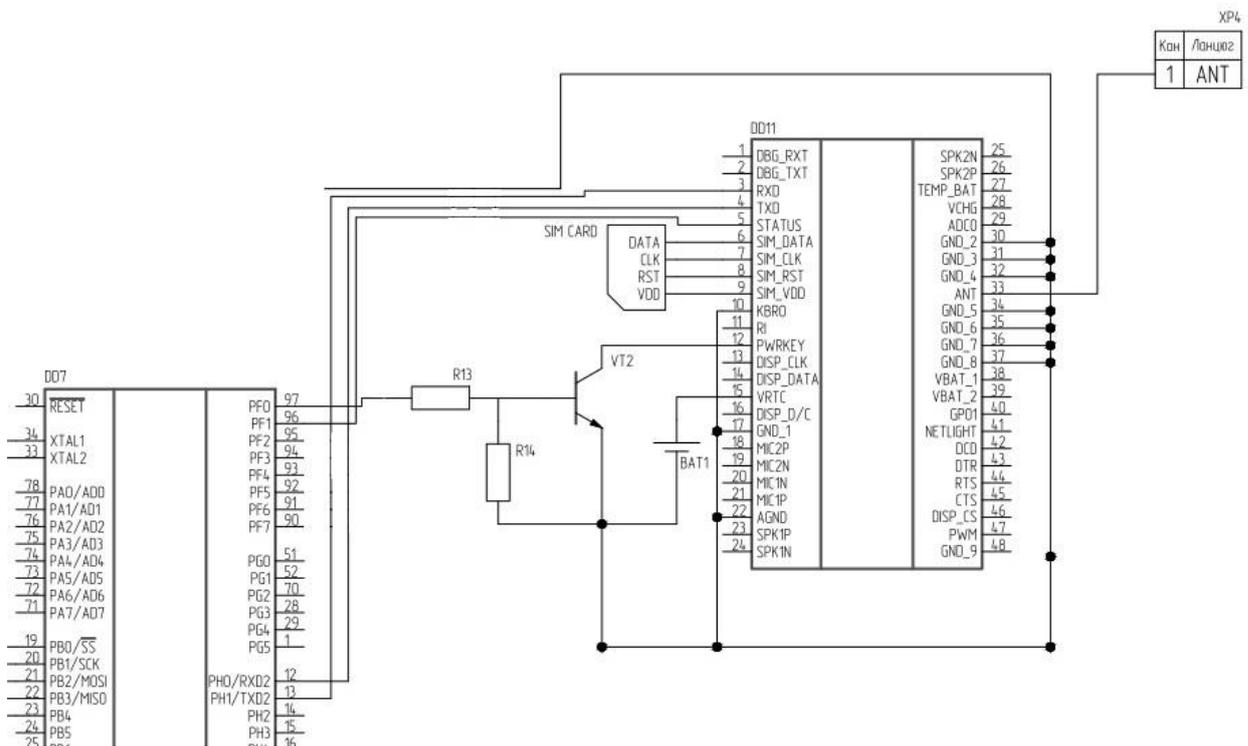 XP4
Кан Ланцюг
1 ANT
DD11
1 DBG_RXT SPK2N 25
2 DBG_TXT SPK2P 26
3 RXD TEMP_BAT 27
4 TXD VCHG 28
5 STATUS ADC0 29
SIM CARD
DATA 6 SIM_DATA GND_2 30
CLK 7 SIM_CLK GND_3 31
RST 8 SIM_RST GND_4 32
VDD 9 SIM_VDD ANT 33
10 KBRO GND_5 34
11 RI GND_6 35
12 PWRKEY GND_7 36
13 DISP_CLK GND_8 37
14 DISP_DATA VBAT_1 38
15 VRTC VBAT_2 39
16 DISP_D/C GPO1 40
17 GND_1 NETLIGHT 41
18 MIC2P DCD 42
19 MIC2N DTR 43
20 MIC1N RTS 44
21 MIC1P CTS 45
22 AGND DISP_CS 46
23 SPK1P PWM 47
24 SPK1N GND_9 48
VT2
R13
R14
BAT1
DD7
30 RESET PF0 97
PF1 96
34 XTAL1 PF2 95
33 XTAL2 PF3 94
PF4 93
78 PA0/AD0 PF5 92
77 PA1/AD1 PF6 91
76 PA2/AD2 PF7 90
75 PA3/AD3
74 PA4/AD4 PG0 51
73 PA5/AD5 PG1 52
72 PA6/AD6 PG2 70
71 PA7/AD7 PG3 28
PG4 29
19 PB0/SS PG5 1
20 PB1/SCK
21 PB2/MOSI PH0/RXD2 12
22 PB3/MISO PH1/TXD2 13
23 PB4 PH2 14
24 PB5 PH3 15
25 16